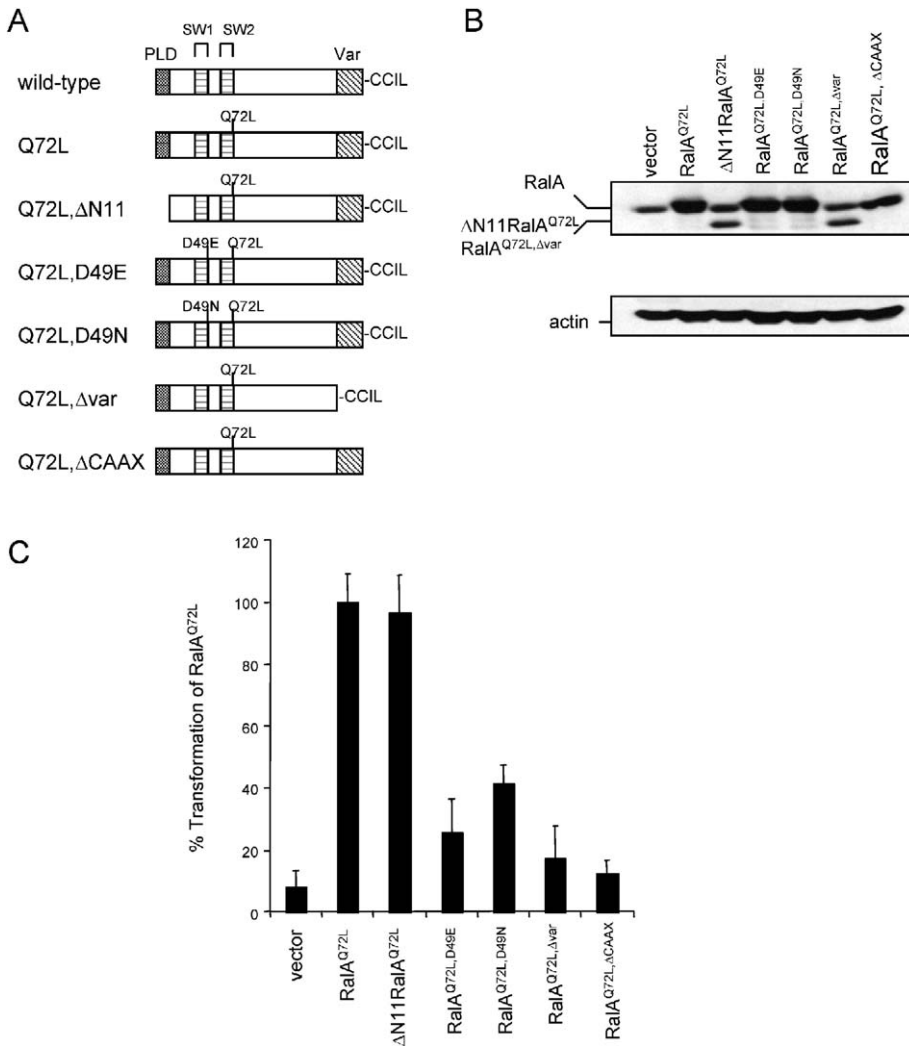 A
SW1 SW2
PLD Var
wild-type -CCIL
Q72L
Q72L -CCIL
Q72L
Q72L,ΔN11 -CCIL
D49E Q72L
Q72L,D49E -CCIL
D49N Q72L
Q72L,D49N -CCIL
Q72L
Q72L,Δvar -CCIL
Q72L
Q72L,ΔCAAX
B
vector
RalA^Q72L
ΔN11RalA^Q72L
RalA^Q72L,D49E
RalA^Q72L,D49N
RalA^Q72L,Δvar
RalA^Q72L, ΔCAAX
RalA
ΔN11RalA^Q72L
RalA^Q72L,Δvar
actin
C
% Transformation of RalA^Q72L
120
100
80
60
40
20
0
vector
RalA^Q72L
ΔN11RalA^Q72L
RalA^Q72L,D49E
RalA^Q72L,D49N
RalA^Q72L,Δvar
RalA^Q72L,ΔCAAX